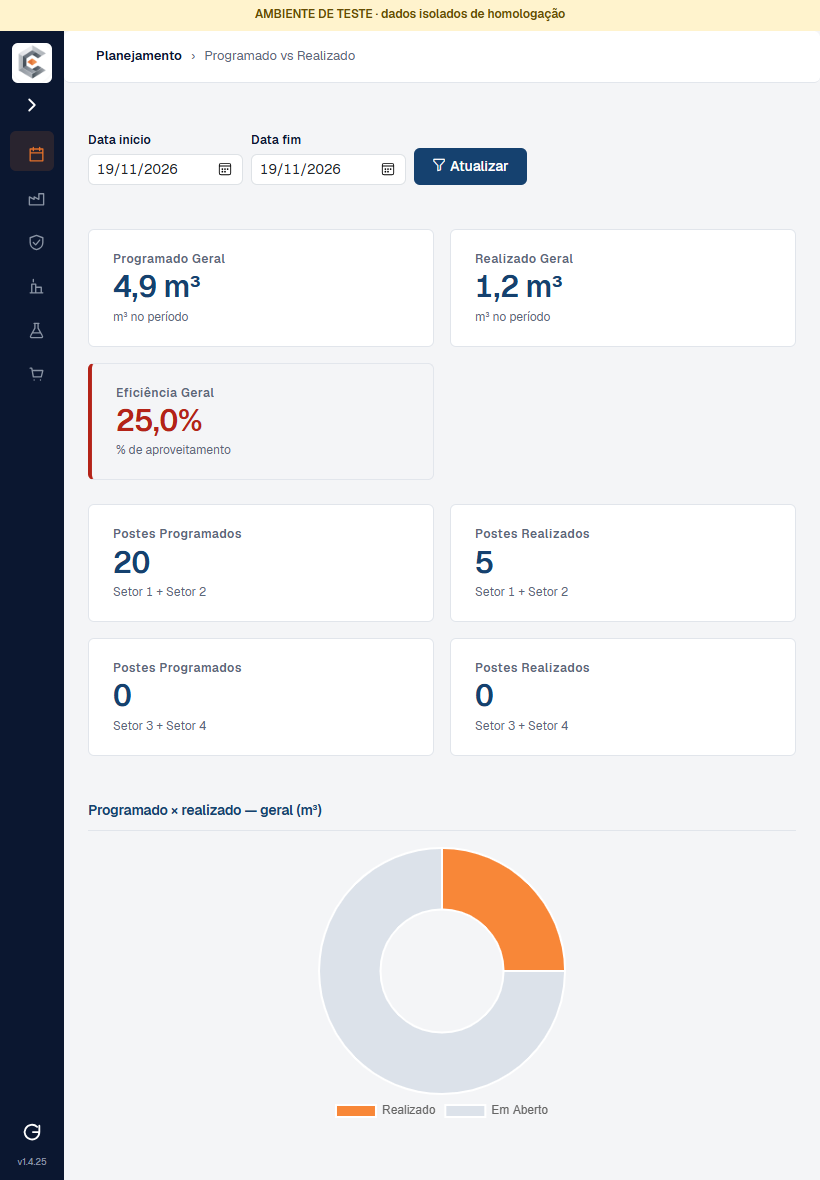 AMBIENTE DE TESTE · dados isolados de homologação
Planejamento › Programado vs Realizado
Data início Data fim
19/11/2026 19/11/2026 Atualizar
Programado Geral Realizado Geral
4,9 m³ 1,2 m³
m³ no período m³ no período
Eficiência Geral
25,0%
% de aproveitamento
Postes Programados Postes Realizados
20 5
Setor 1 + Setor 2 Setor 1 + Setor 2
Postes Programados Postes Realizados
0 0
Setor 3 + Setor 4 Setor 3 + Setor 4
Programado × realizado — geral (m³)
Realizado Em Aberto
v1.4.25